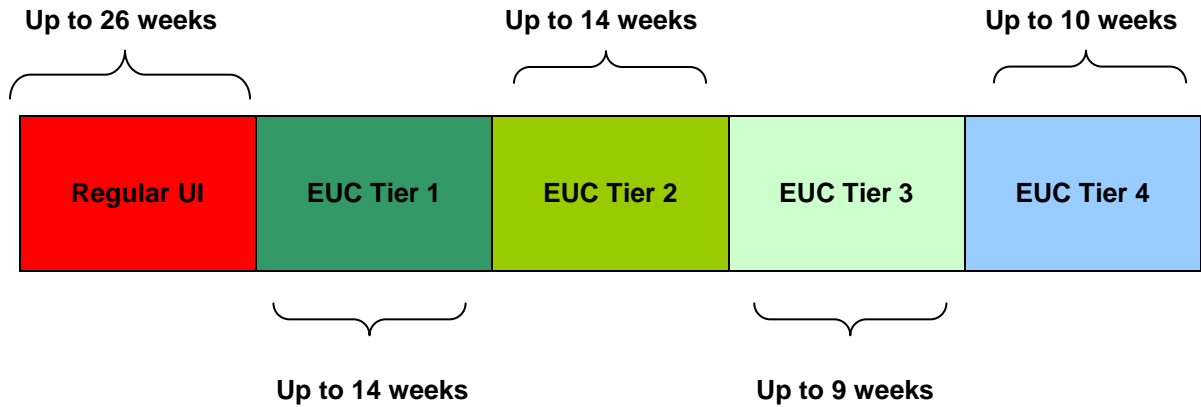 Up to 26 weeks
Up to 14 weeks
Up to 10 weeks
Regular UI
EUC Tier 1
EUC Tier 2
EUC Tier 3
EUC Tier 4
Up to 14 weeks
Up to 9 weeks